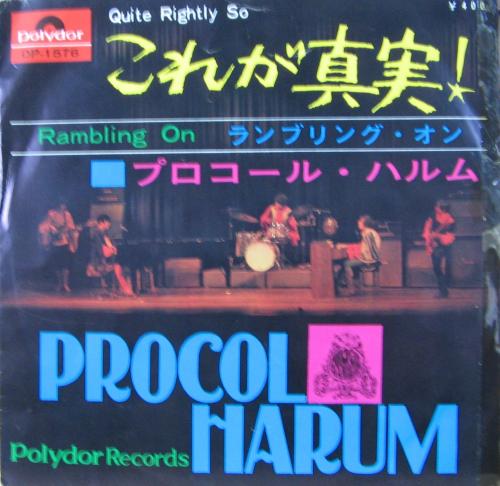 Quite Rightly So
¥400
polydor
DP-1576
これが真実!
Rambling On ランブリング・オン
プロコール・ハルム
PROCOL
HARUM
Polydor Records